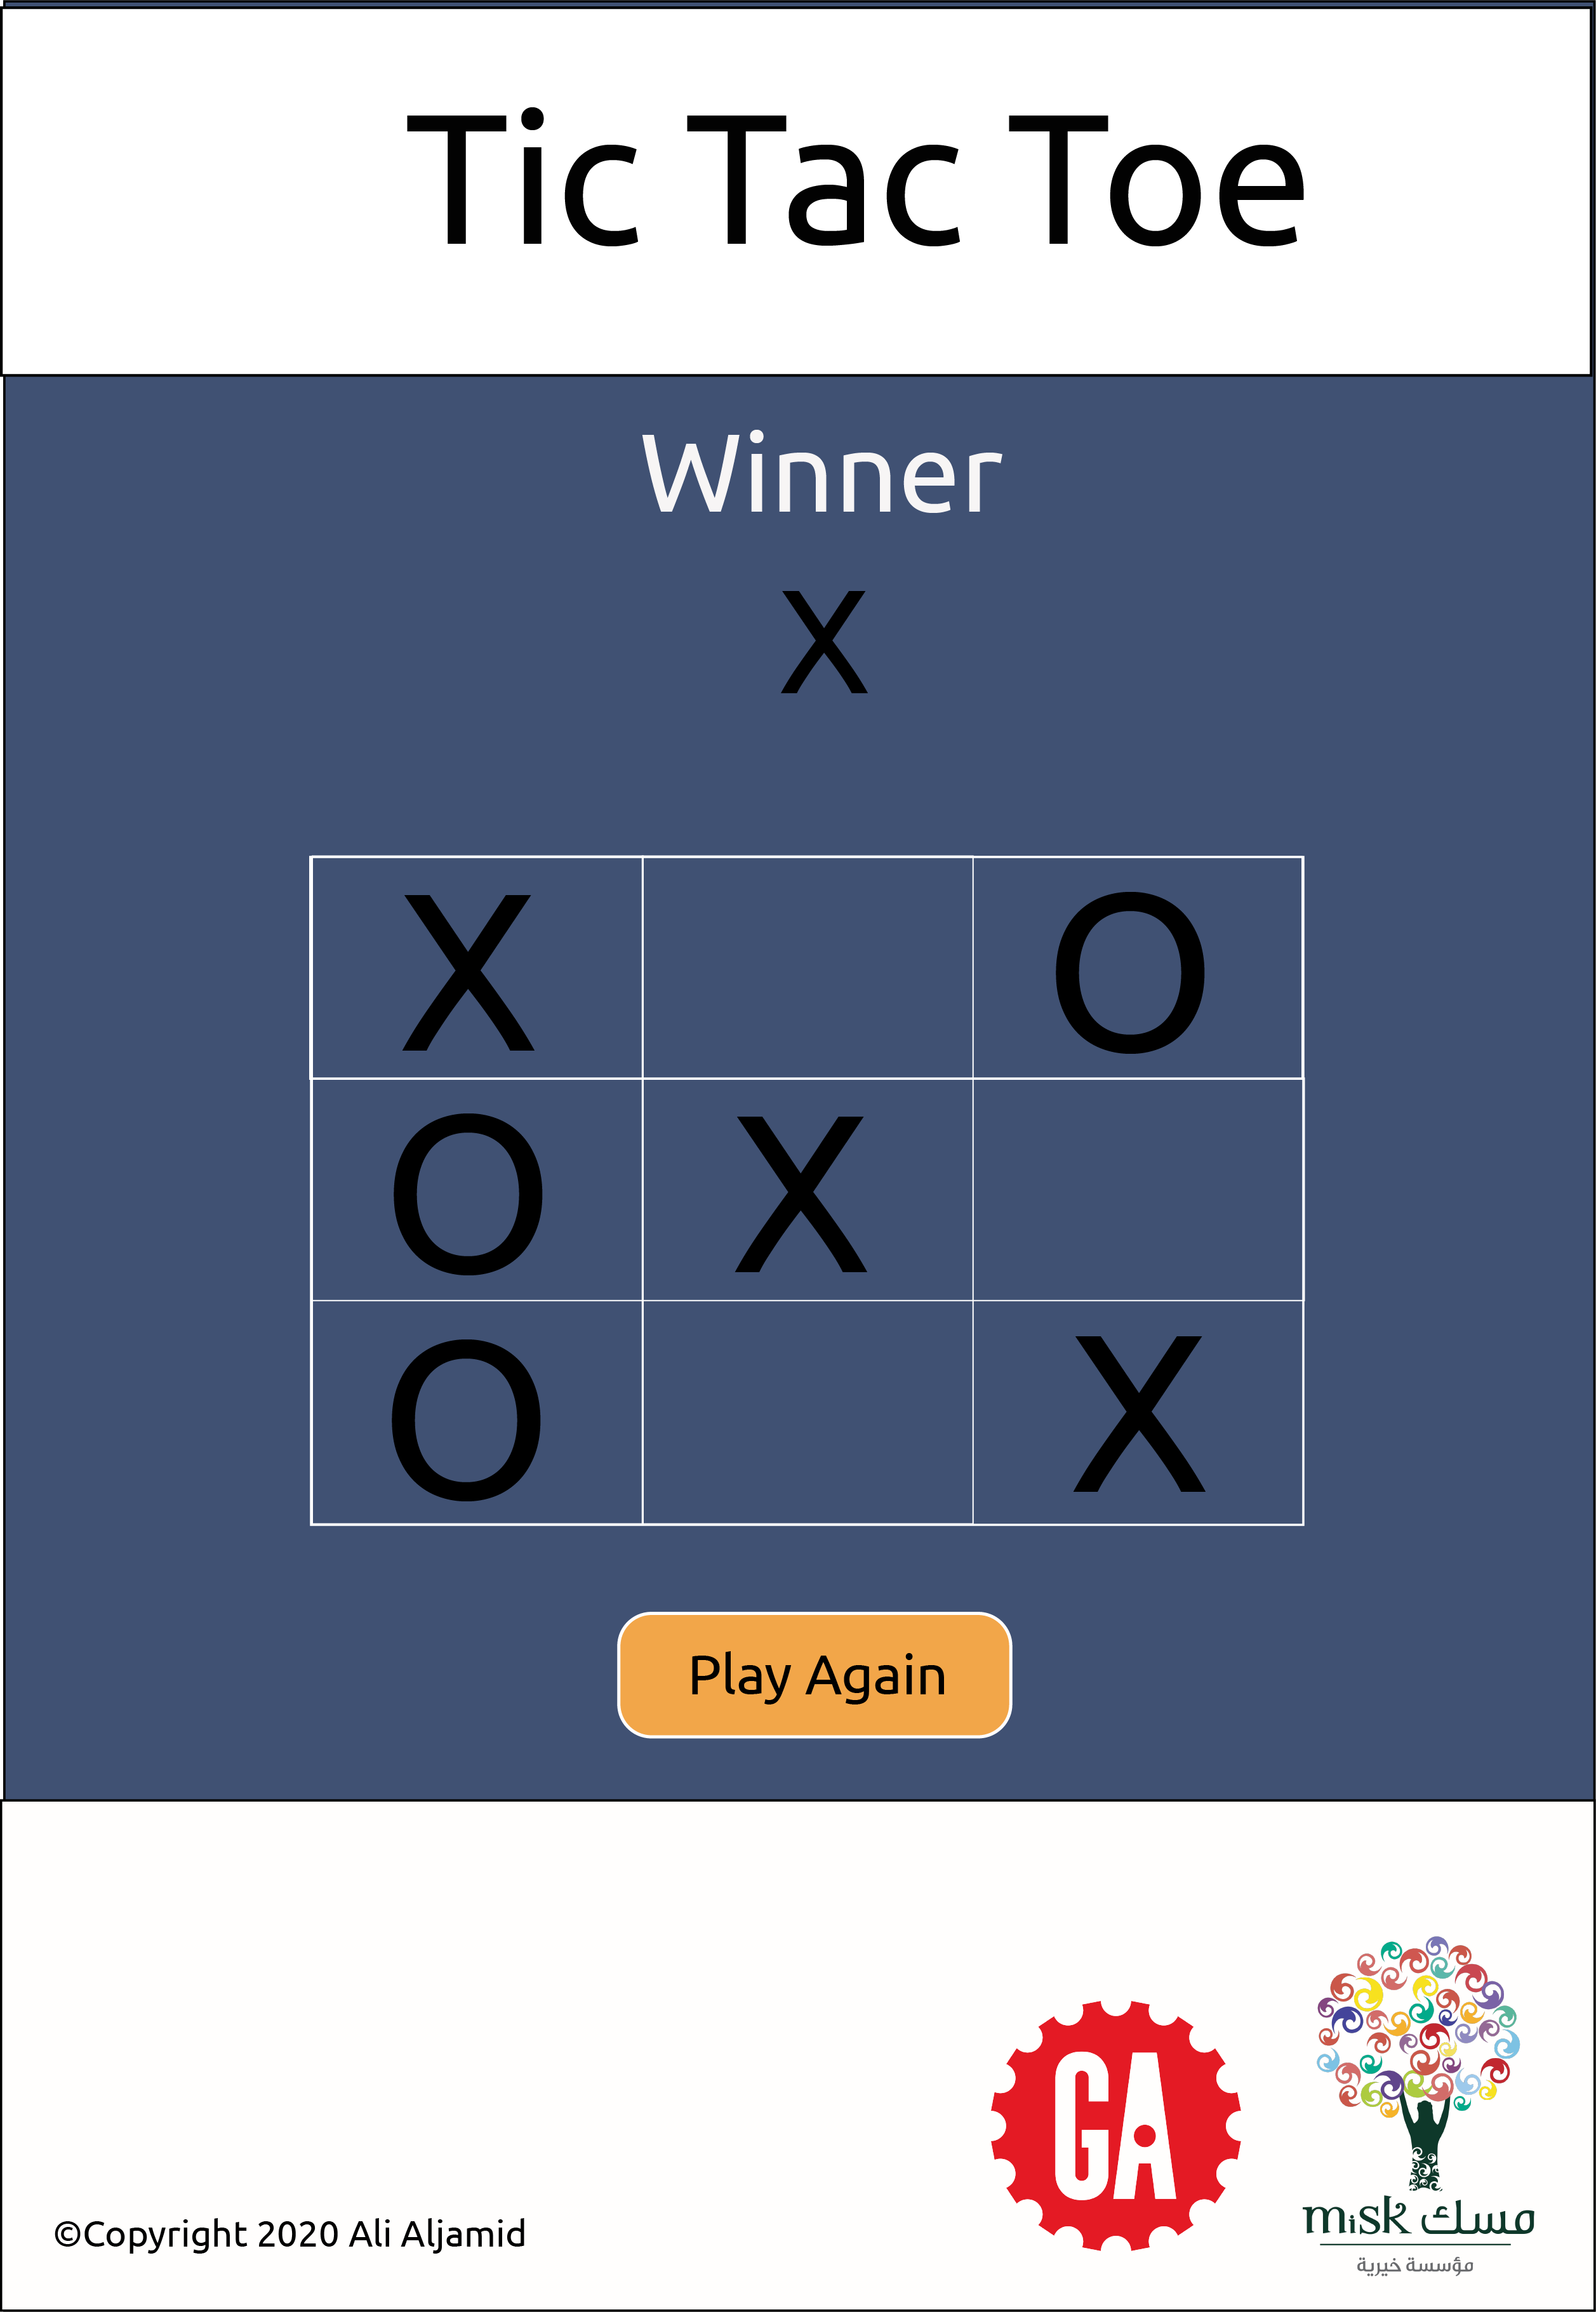 Tic Tac Toe
Winner
X
X O
O X
O X
Play Again
GA
misk مسك
مؤسسة خيرية
©Copyright 2020 Ali Aljamid